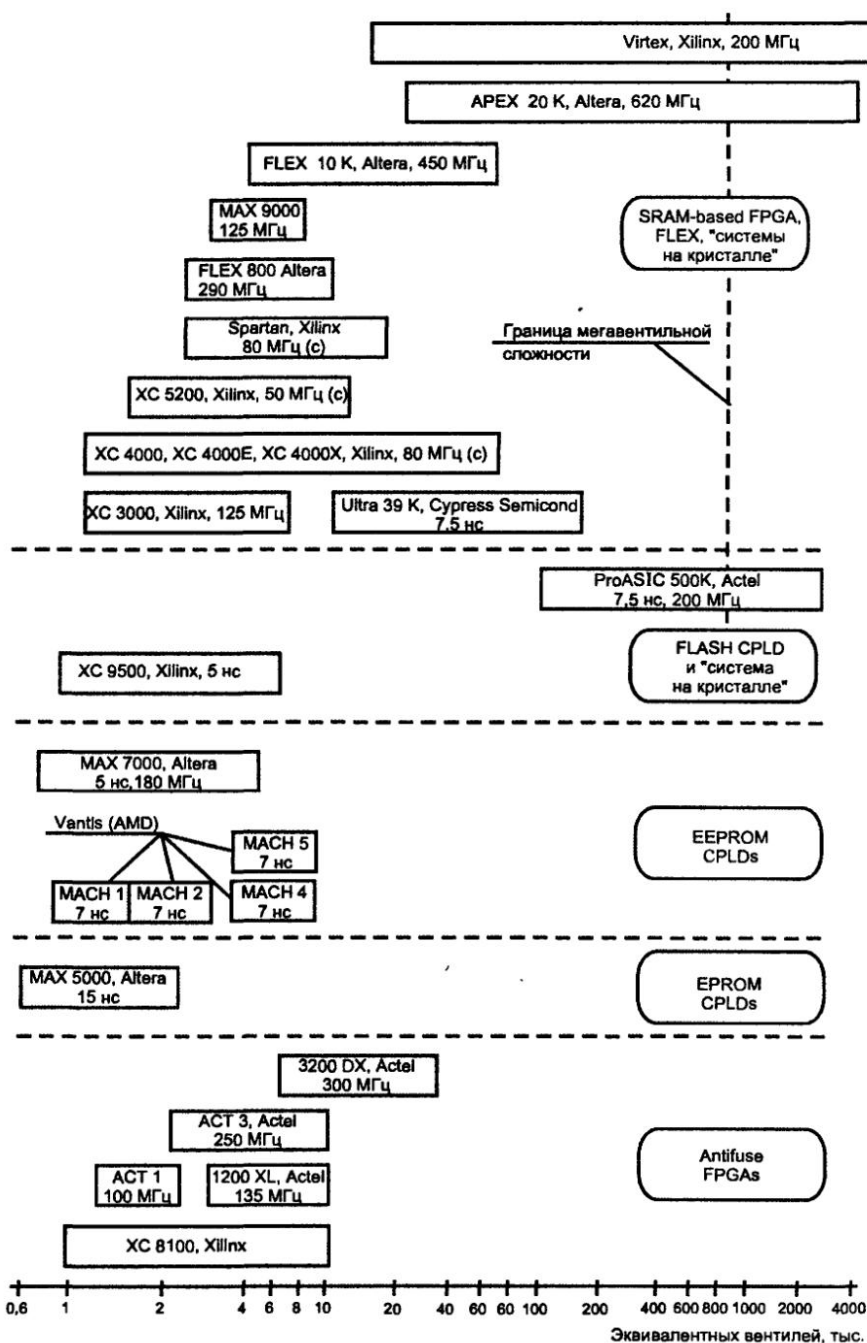 Virtex, Xilinx, 200 МГц
APEX 20 K, Altera, 620 МГц
FLEX 10 K, Altera, 450 МГц
MAX 9000
125 МГц
SRAM-based FPGA,
FLEX, "системы
на кристалле"
FLEX 800 Altera
290 МГц
Spartan, Xilinx
80 МГц (с)
Граница мегавентильной
сложности
XC 5200, Xilinx, 50 МГц (с)
XC 4000, XC 4000E, XC 4000X, Xilinx, 80 МГц (с)
XC 3000, Xilinx, 125 МГц
Ultra 39 K, Cypress Semicond
7.5 нс
ProASIC 500K, Actel
7,5 нс, 200 МГц
XC 9500, Xilinx, 5 нс
FLASH CPLD
и "система
на кристалле"
MAX 7000, Altera
5 нс,180 МГц
Vantis (AMD)
MACH 5
7 нс
EEPROM
CPLDs
MACH 1
7 нс
MACH 2
7 нс
MACH 4
7 нс
MAX 5000, Altera
15 нс
EPROM
CPLDs
3200 DX, Actel
300 МГц
ACT 3, Actel
250 МГц
Antifuse
FPGAs
ACT 1
100 МГц
1200 XL, Actel
135 МГц
XC 8100, Xilinx
0,6 1 2 4 6 8 10 20 40 60 60 100 200 400 600 800 1000 2000 4000
Эквивалентных вентилей, тыс.